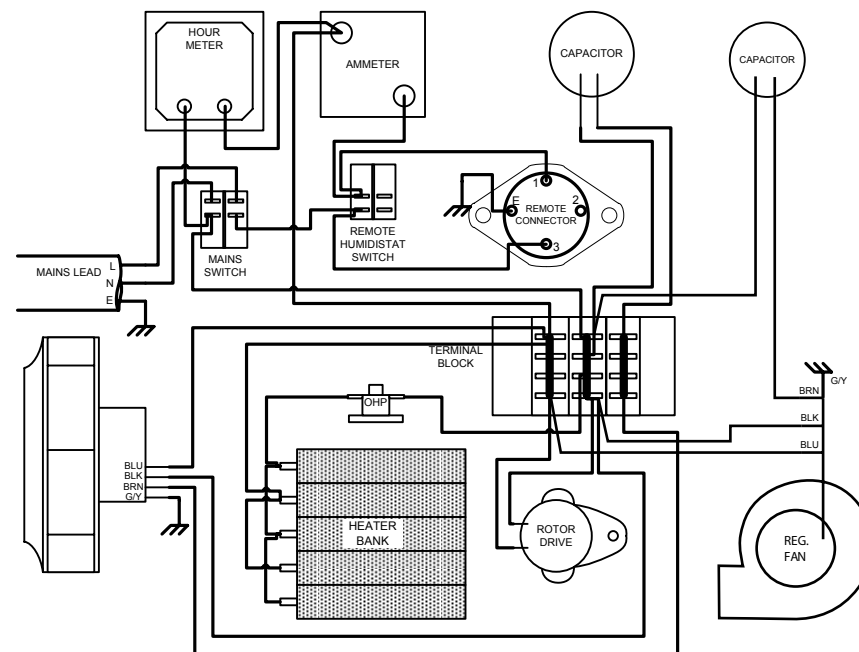 HOUR
METER
AMMETER
CAPACITOR
CAPACITOR
1
E
2
REMOTE
CONNECTOR
3
REMOTE
HUMIDISTAT
SWITCH
MAINS
SWITCH
MAINS LEAD
L
N
E
TERMINAL
BLOCK
G/Y
BRN
BLK
BLU
OHP
BLU
BLK
BRN
G/Y
HEATER
BANK
ROTOR
DRIVE
REG.
FAN